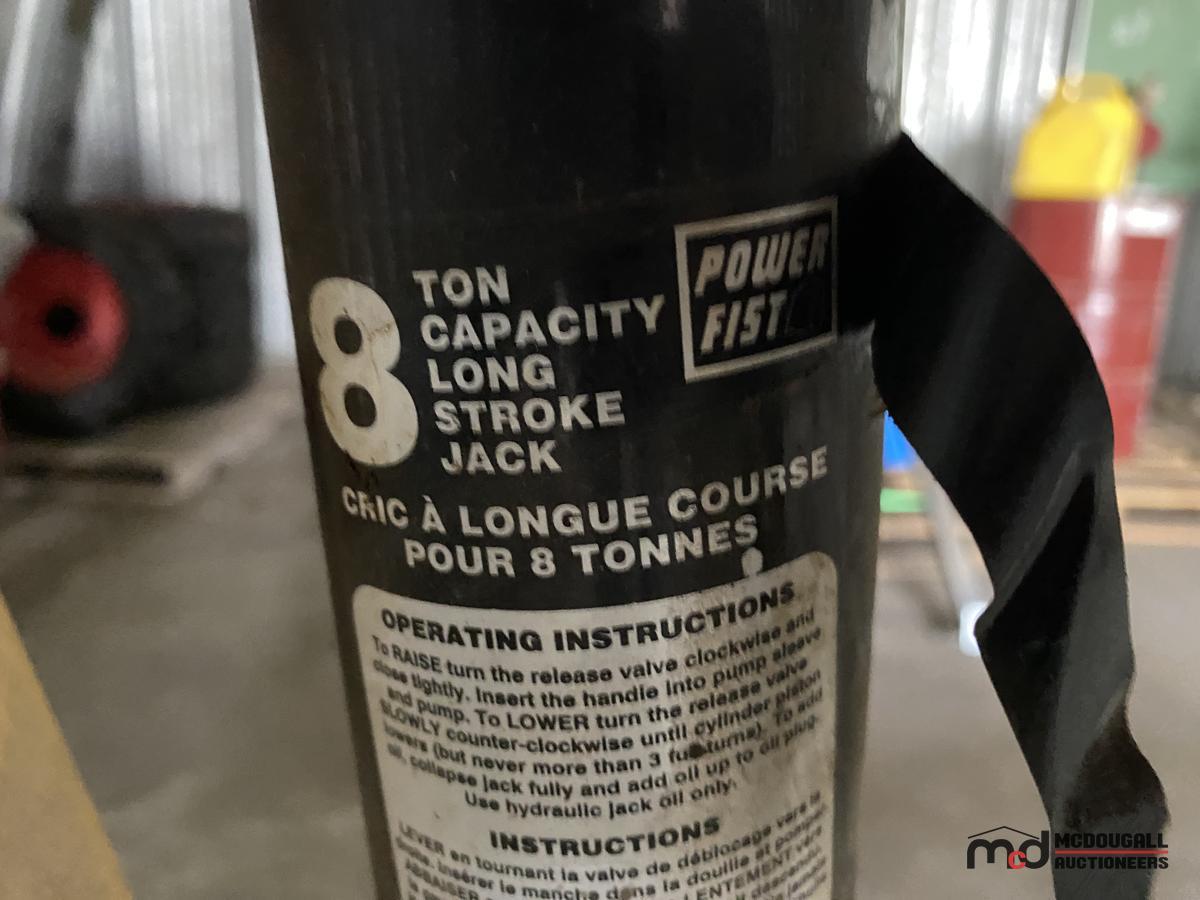 8
TON
CAPACITY
LONG
STROKE
JACK
POWER
FIST
CRIC À LONGUE COURSE
POUR 8 TONNES
OPERATING INSTRUCTIONS
To RAISE turn the release valve clockwise and
close tightly. Insert the handle into pump sleeve
and pump. To LOWER turn the release valve
SLOWLY counter-clockwise until cylinder piston
lowers (but never more than 3 full turns). To add
oil, collapse jack fully and add oil up to oil plug.
Use hydraulic jack oil only.
INSTRUCTIONS
LEVER en tournant la valve de déblocage vers la
Insérer le manche dans la douille et pomper.
ABAISSER LENTEMENT vers
mcd MCDOUGALL
AUCTIONEERS